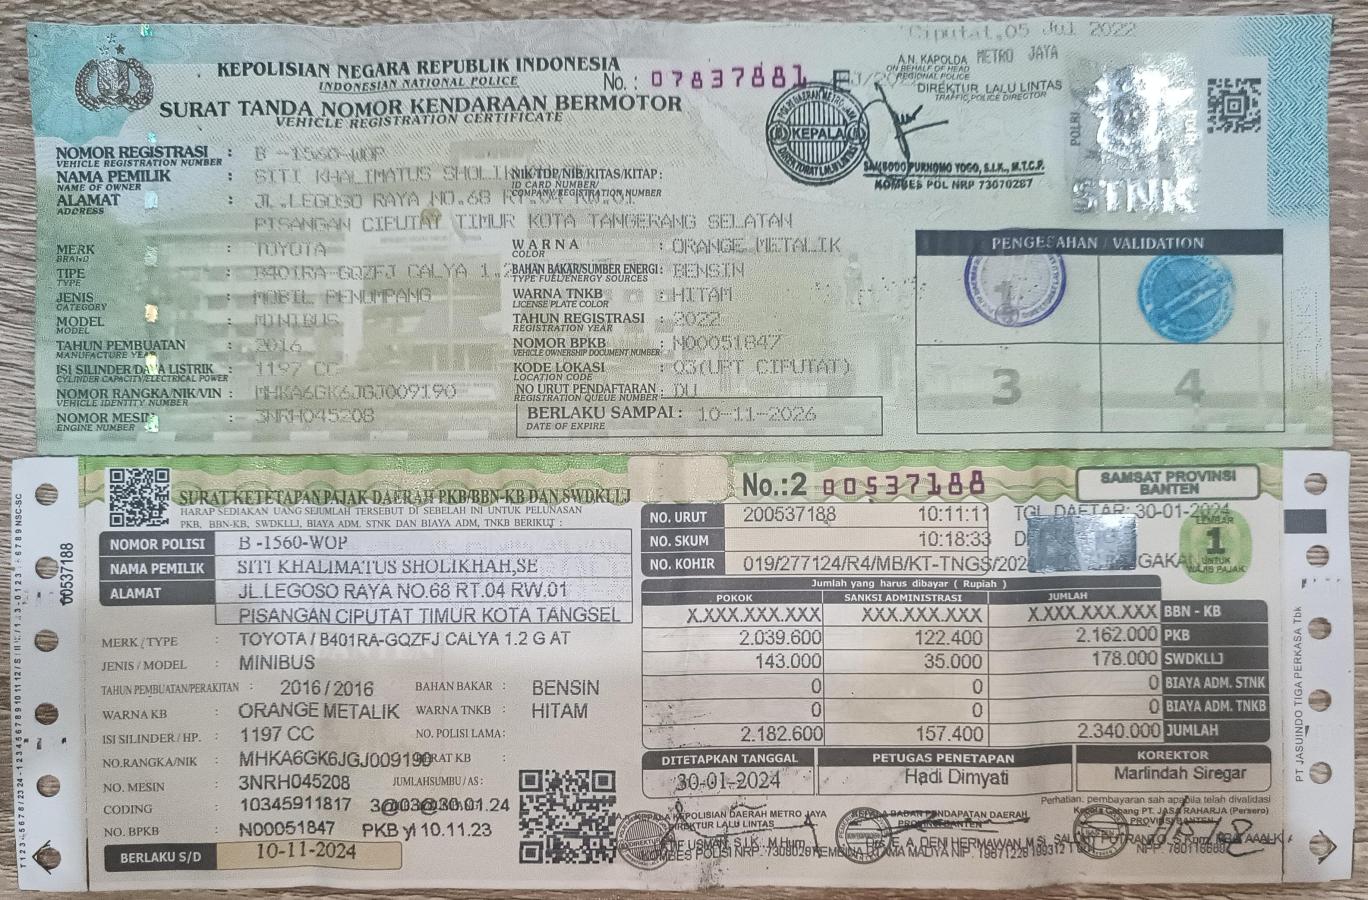 Ciputat,05 Jul 2022
KEPOLISIAN NEGARA REPUBLIK INDONESIA
INDONESIAN NATIONAL POLICE
No. : 07837881 E
SURAT TANDA NOMOR KENDARAAN BERMOTOR
VEHICLE REGISTRATION CERTIFICATE
A.N. KAPOLDA METRO JAYA
ON BEHALF OF HEAD
REGIONAL POLICE
DIREKTUR LALU LINTAS
TRAFFIC POLICE DIRECTOR
KEPALA
PURNOMO YOGO, S.I.K., M.T.C.P.
KOMBES POL NRP 73070287
POLRI
STNK
NOMOR REGISTRASI : B -1560-WOP
VEHICLE REGISTRATION NUMBER
NAMA PEMILIK : SITI KHALIMATUS NIK/TDP/NIB/KITAS/KITAP:
NAME OF OWNER ID CARD NUMBER/
COMPANY/REGISTRATION NUMBER
ALAMAT : JL.LEGOSO RAYA NO.68
ADDRESS
PISANGAN CIPUTAT TIMUR KOTA TANGERANG SELATAN
MERK : TOYOTA WARNA : ORANGE METALIK
BRAND COLOR
TIPE : B401RA-GQZFJ CALYA BAHAN BAKAR/SUMBER ENERGI: BENSIN
TYPE TYPE FUEL/ENERGY SOURCES
JENIS : MOBIL PENUMPANG WARNA TNKB : HITAM
CATEGORY LICENSE PLATE COLOR
MODEL : MINIBUS TAHUN REGISTRASI : 2022
MODEL REGISTRATION YEAR
TAHUN PEMBUATAN : 2016 NOMOR BPKB : N00051847
MANUFACTURE YEAR VEHICLE OWNERSHIP DOCUMENT NUMBER
ISI SILINDER/DAYA LISTRIK : 1197 CC KODE LOKASI : (UPT CIPUTAT)
CYLINDER CAPACITY/ELECTRICAL POWER LOCATION CODE
NOMOR RANGKA/NIK/VIN : MHKA6GK6JGJ009190 NO URUT PENDAFTARAN : DU
VEHICLE IDENTITY NUMBER REGISTRATION QUEUE NUMBER
NOMOR MESIN : 3NRH045208 BERLAKU SAMPAI : 10-11-2026
ENGINE NUMBER DATE OF EXPIRE
PENGESAHAN / VALIDATION
1
3 4
SURAT KETETAPAN PAJAK DAERAH PKB/BBN-KB DAN SWDKLLJ
No.:2 00537188
SAMSAT PROVINSI
BANTEN
HARAP SEDIAKAN UANG SEJUMLAH TERSEBUT DI SEBELAH INI UNTUK PELUNASAN
PKB, BBN-KB, SWDKLLJ, BIAYA ADM. STNK DAN BIAYA ADM, TNKB BERIKUT :
NO. URUT 200537188 10:11:11 TGL DAFTAR: 30-01-2024
NO. SKUM 10:18:33
NO. KOHIR 019/277124/R4/MB/KT-TNGS/202
LEMBAR
1
UNTUK
WAJIB PAJAK
NOMOR POLISI B -1560-WOP
NAMA PEMILIK SITI KHALIMATUS SHOLIKHAH,SE
ALAMAT JL.LEGOSO RAYA NO.68 RT.04 RW.01
PISANGAN CIPUTAT TIMUR KOTA TANGSEL
MERK / TYPE : TOYOTA / B401RA-GQZFJ CALYA 1.2 G AT
JENIS / MODEL : MINIBUS
TAHUN PEMBUATAN/PERAKITAN : 2016 / 2016 BAHAN BAKAR : BENSIN
WARNA KB : ORANGE METALIK WARNA TNKB : HITAM
ISI SILINDER / HP. : 1197 CC NO. POLISI LAMA:
NO.RANGKA/NIK : MHKA6GK6JGJ009190 KB :
NO. MESIN : 3NRH045208 JUMLAHSUMBU / AS :
CODING : 10345911817
NO. BPKB : N00051847 PKB 10.11.23
BERLAKU S/D 10-11-2024
Jumlah yang harus dibayar ( Rupiah )
POKOK SANKSI ADMINISTRASI JUMLAH
X.XXX.XXX.XXX XXX.XXX.XXX X.XXX.XXX.XXX BBN - KB
2.039.600 122.400 2.162.000 PKB
143.000 35.000 178.000 SWDKLLJ
0 0 0 BIAYA ADM. STNK
0 0 0 BIAYA ADM. TNKB
2.182.600 157.400 2.340.000 JUMLAH
DITETAPKAN TANGGAL PETUGAS PENETAPAN KOREKTOR
30-01-2024 Hadi Dimyati Marlindah Siregar
Perhatian. pembayaran sah apabila telah divalidasi
KEPOLISIAN DAERAH METRO JAYA
DIREKTUR LALU LINTAS
KEPALA BADAN PENDAPATAN DAERAH
Kepala Cabang PT. JASA RAHARJA (Persero)
00537188
PT JASUINDO TIGA PERKASA Tbk